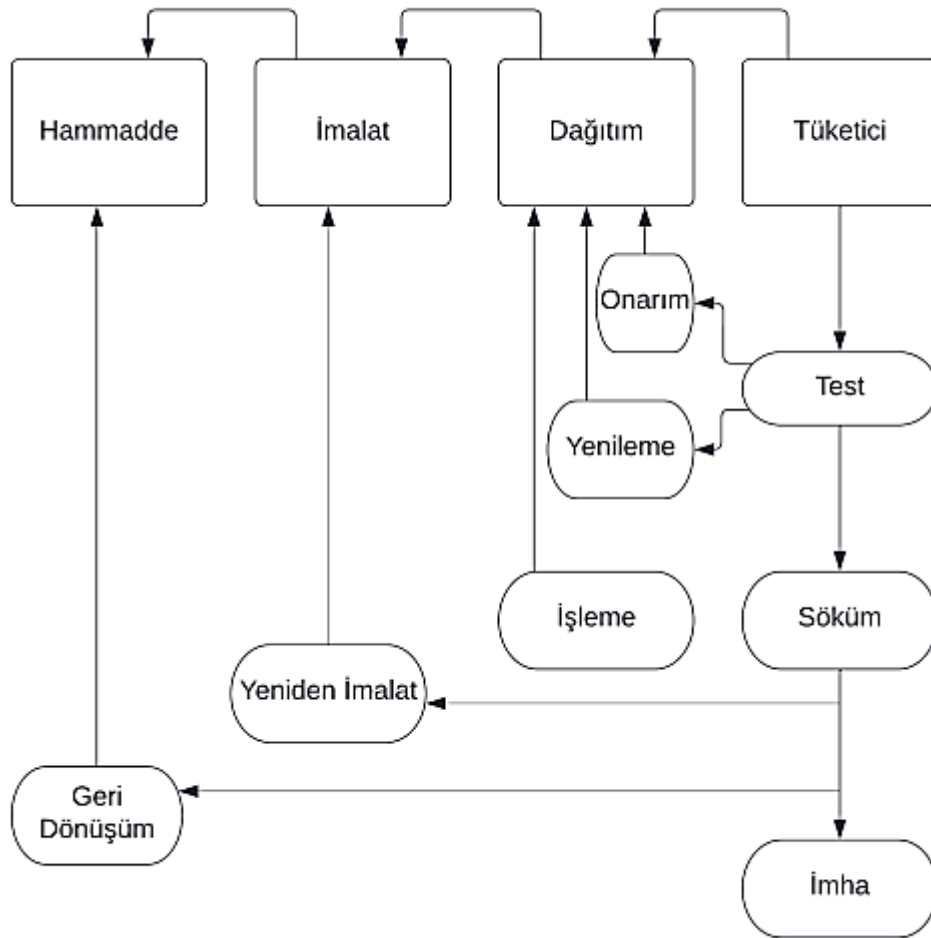 Hammadde
İmalat
Dağıtım
Tüketici
Onarım
Test
Yenileme
İşleme
Söküm
Yeniden İmalat
Geri
Dönüşüm
İmha